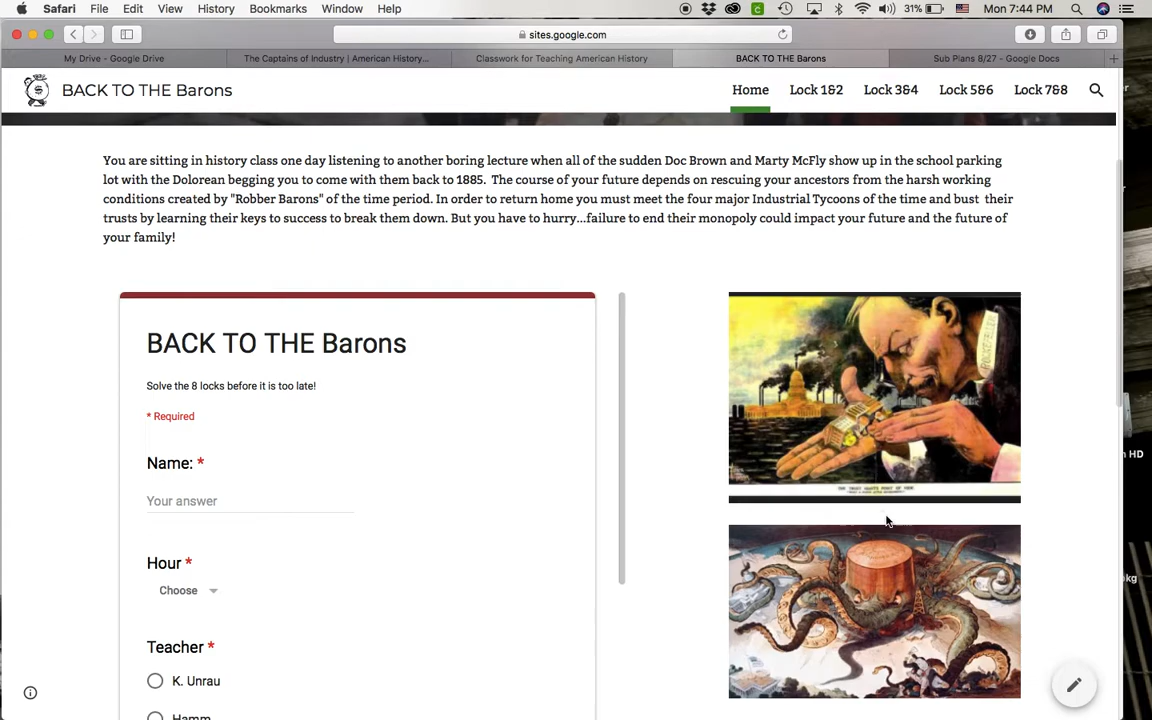 Safari File Edit View History Bookmarks Window Help 31% Mon 7:44 PM
sites.google.com
My Drive - Google Drive
The Captains of Industry | American History...
Classwork for Teaching American History
BACK TO THE Barons
Sub Plans 8/27 - Google Docs
BACK TO THE Barons
Home Lock 1&2 Lock 3&4 Lock 5&6 Lock 7&8
You are sitting in history class one day listening to another boring lecture when all of the sudden Doc Brown and Marty McFly show up in the school parking
lot with the Dolorean begging you to come with them back to 1885. The course of your future depends on rescuing your ancestors from the harsh working
conditions created by "Robber Barons" of the time period. In order to return home you must meet the four major Industrial Tycoons of the time and bust their
trusts by learning their keys to success to break them down. But you have to hurry...failure to end their monopoly could impact your future and the future of
your family!
BACK TO THE Barons
Solve the 8 locks before it is too late!
* Required
Name: *
Your answer
Hour *
Choose
Teacher *
K. Unrau
Hamm
ROCKEFELLER
n HD